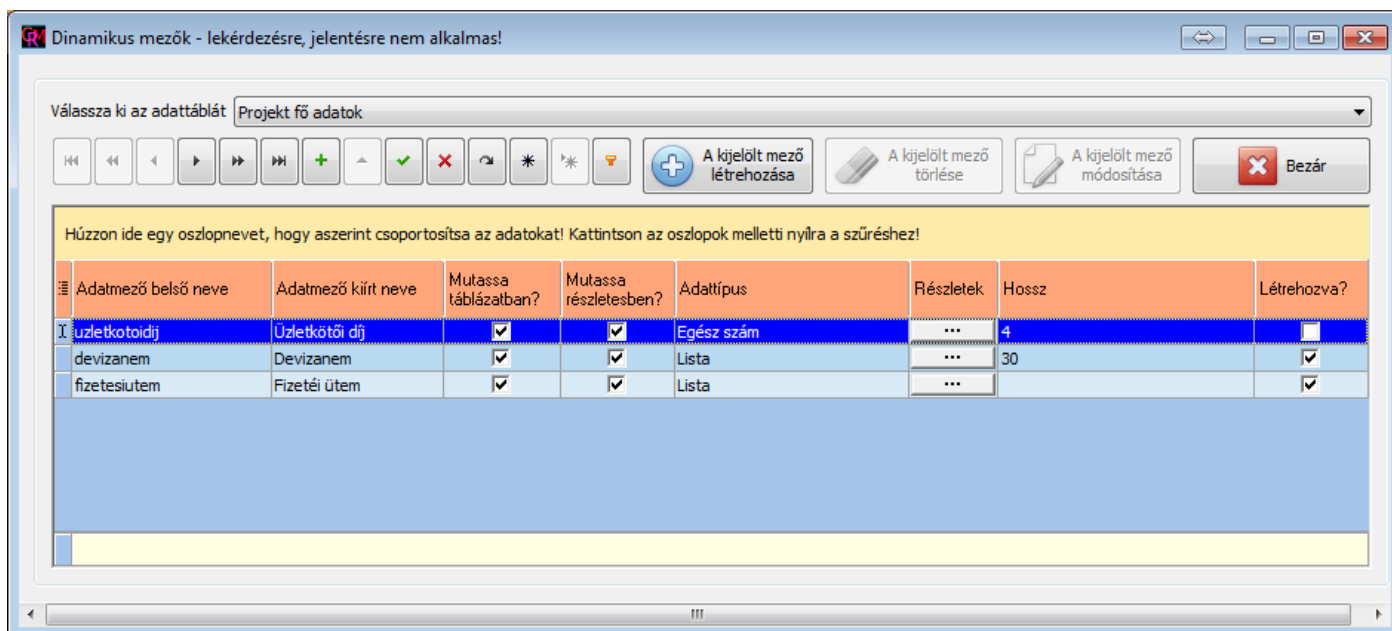 CRM Dinamikus mezők - lekérdezésre, jelentésre nem alkalmas!
Válassza ki az adattáblát Projekt fő adatok
A kijelölt mező
létrehozása
A kijelölt mező
törlése
A kijelölt mező
módosítása
Bezár
Húzzon ide egy oszlopnevet, hogy aszerint csoportosítsa az adatokat! Kattintson az oszlopok melletti nyílra a szűréshez!
Adatmező belső neve Adatmező kiírt neve Mutassa táblázatban? Mutassa részletesben? Adattípus Részletek Hossz Létrehozva?
uzletkotoidij Üzletkötői díj Egész szám ... 4
devizanem Devizanem Lista ... 30
fizetesiutem Fizetéi ütem Lista ...